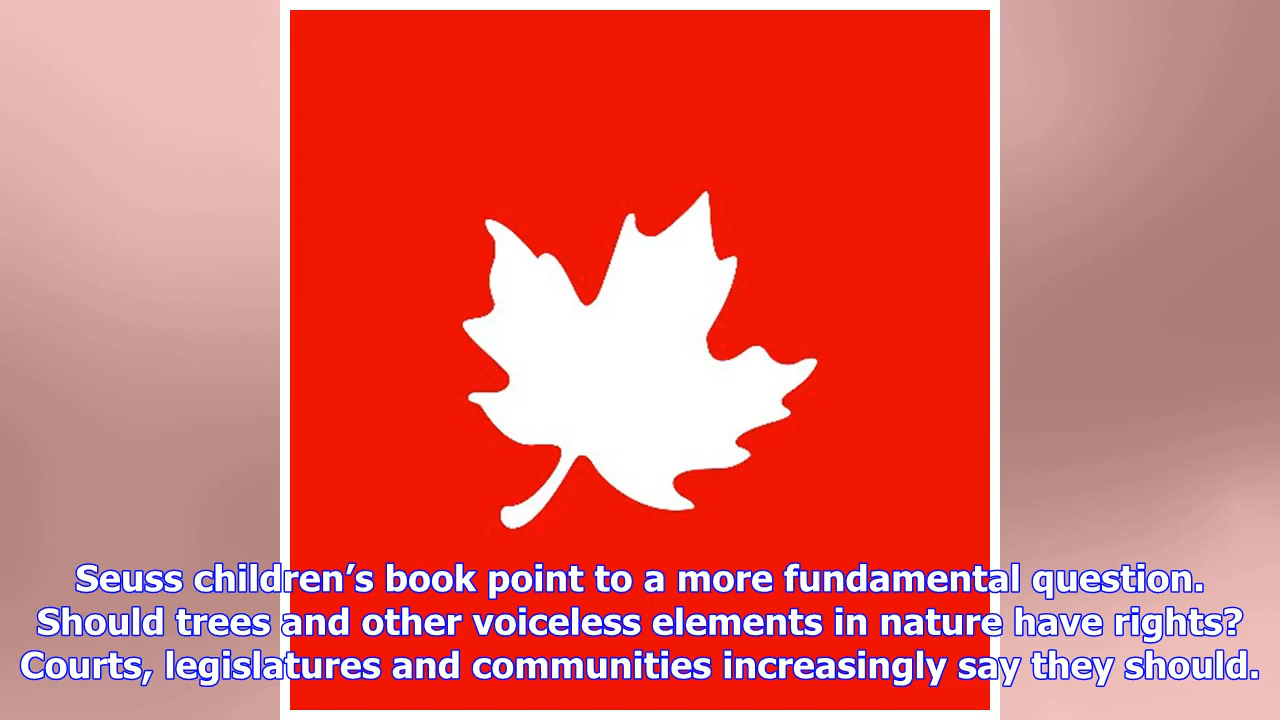 Seuss children’s book point to a more fundamental question.
Should trees and other voiceless elements in nature have rights?
Courts, legislatures and communities increasingly say they should.